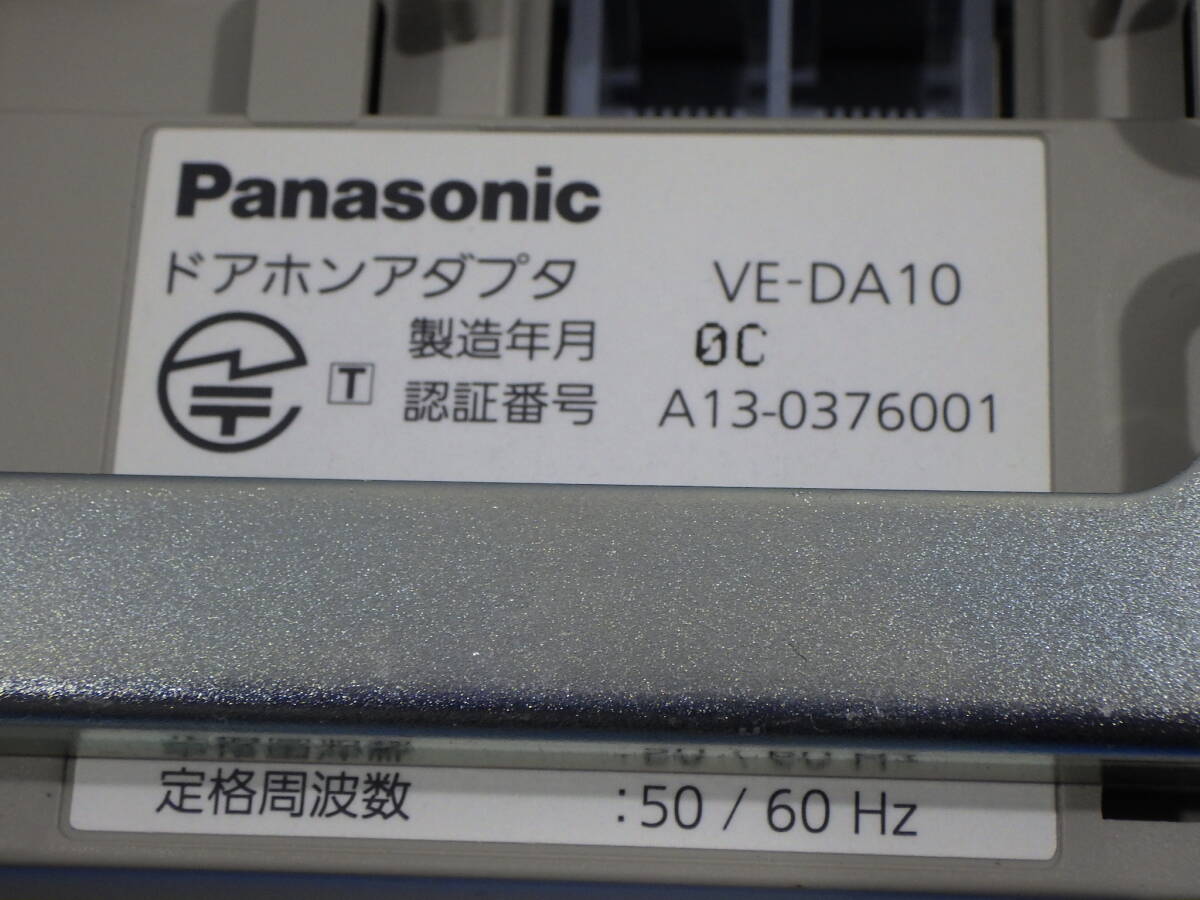 Panasonic
ドアホンアダプタ VE-DA10
製造年月 0C
T 認証番号 A13-0376001
定格周波数 :50 / 60 Hz